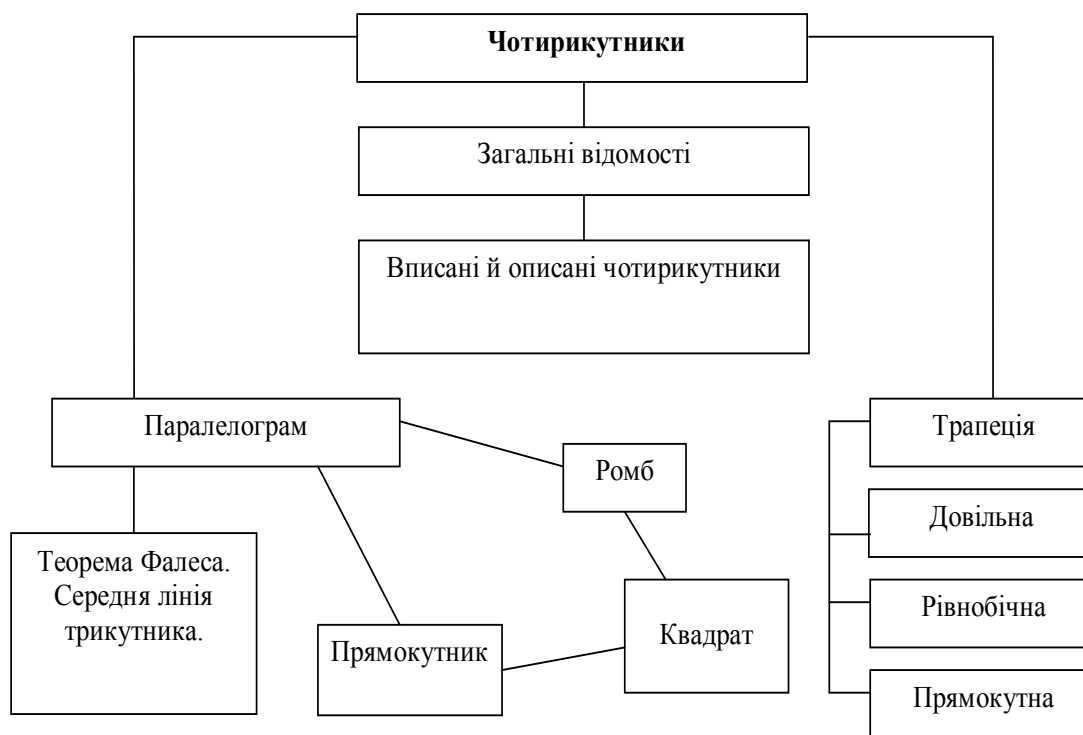 Чотирикутники
Загальні відомості
Вписані й описані чотирикутники
Паралелограм
Ромб
Трапеція
Довільна
Рівнобічна
Прямокутна
Теорема Фалеса.
Середня лінія
трикутника.
Прямокутник
Квадрат